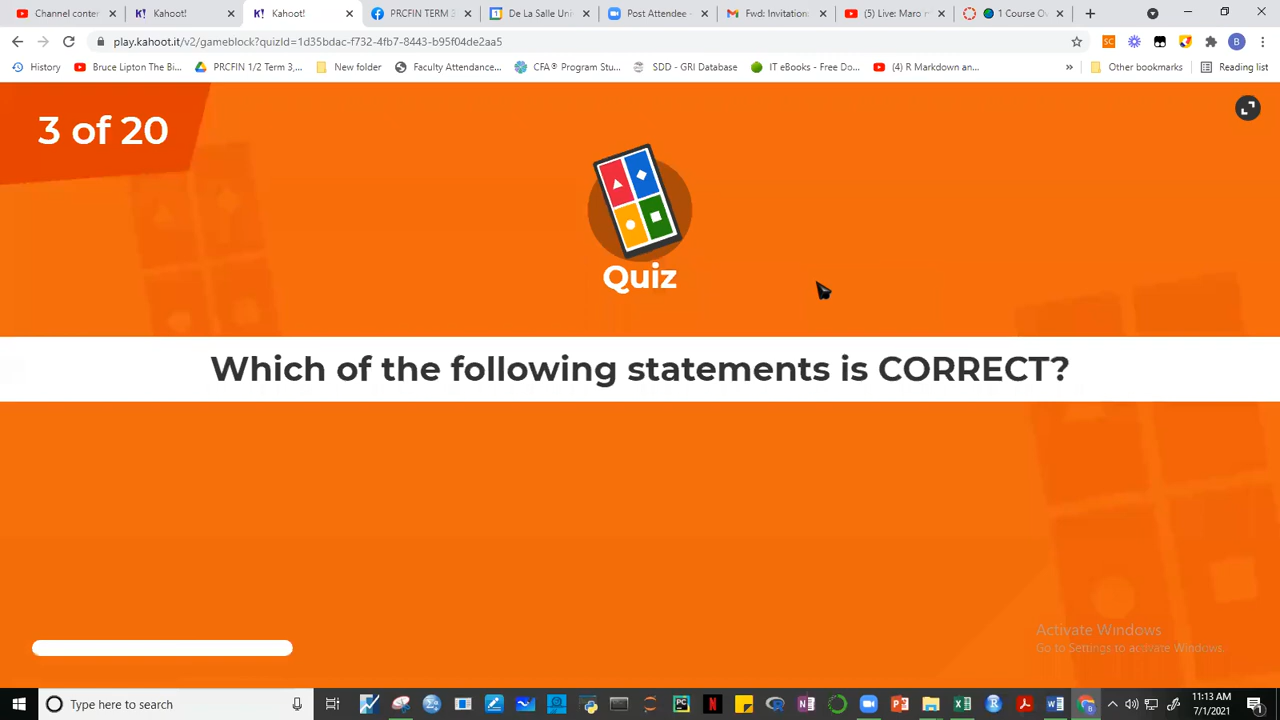 Channel conten
Kahoot!
Kahoot!
PRCFIN TERM 3
De La Salle Uni
Post Attendee -
Fwd: Invitation:
(5) Live: Maro m
1 Course Ov
play.kahoot.it/v2/gameblock?quizId=1d35bdac-f732-4fb7-8443-b95f04de2aa5
B
History
Bruce Lipton The Bi...
PRCFIN 1/2 Term 3,...
New folder
Faculty Attendance...
CFA® Program Stu...
SDD - GRI Database
IT eBooks - Free Do...
(4) R Markdown an...
»
Other bookmarks
Reading list
3 of 20
Quiz
Which of the following statements is CORRECT?
Activate Windows
Go to Settings to activate Windows.
Type here to search
11:13 AM
7/1/2021